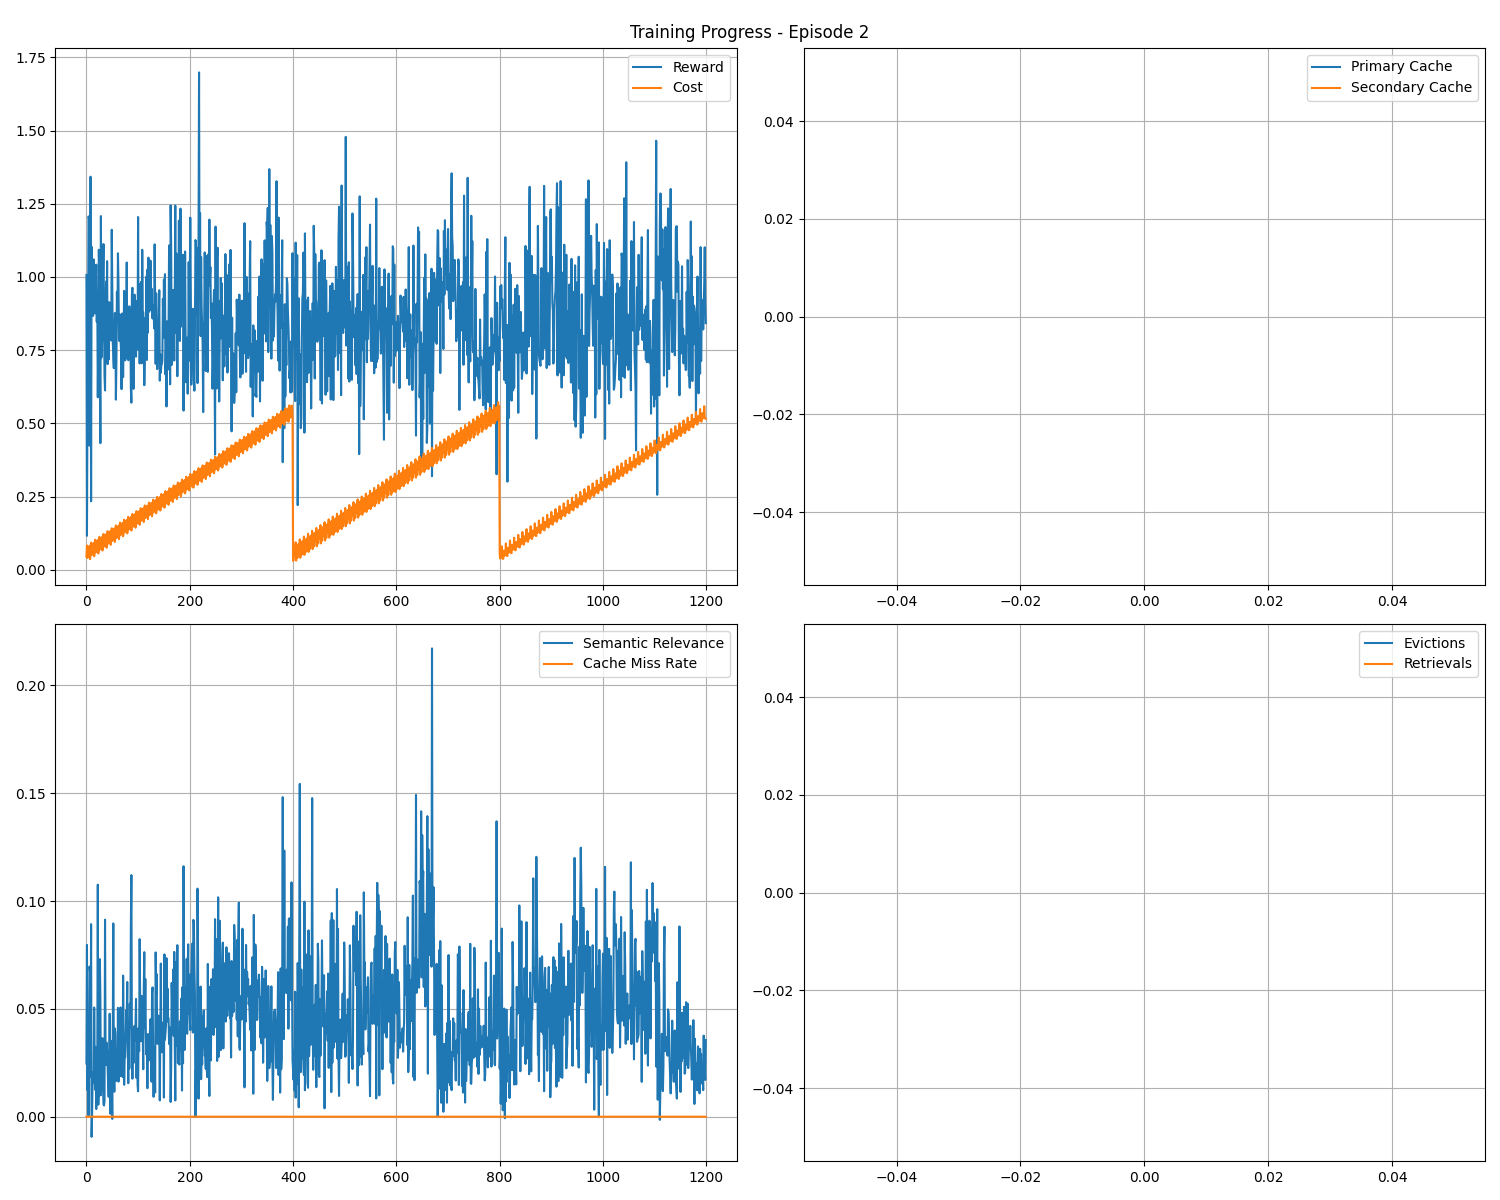 Training Progress - Episode 2
Reward
Cost
1.75
1.50
1.25
1.00
0.75
0.50
0.25
0.00
0 200 400 600 800 1000 1200
Primary Cache
Secondary Cache
0.04
0.02
0.00
−0.02
−0.04
−0.04 −0.02 0.00 0.02 0.04
Semantic Relevance
Cache Miss Rate
0.20
0.15
0.10
0.05
0.00
0 200 400 600 800 1000 1200
Evictions
Retrievals
0.04
0.02
0.00
−0.02
−0.04
−0.04 −0.02 0.00 0.02 0.04